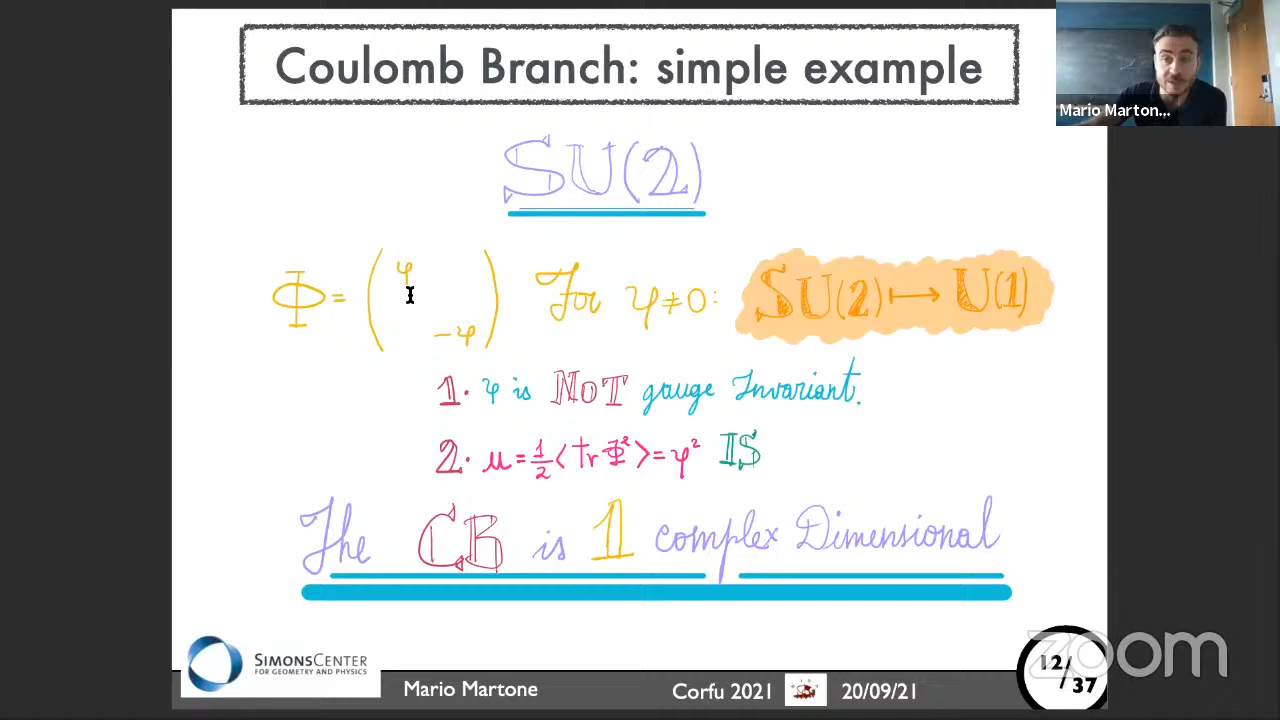 Coulomb Branch: simple example
Mario Marton...
SU(2)
Φ = ( φ -φ ) For φ≠0: SU(2) ↦ U(1)
1. φ is NOT gauge Invariant.
2. u = 1/2 ⟨Tr Φ²⟩ = φ² IS
The CB is 1 complex Dimensional
SIMONS CENTER
FOR GEOMETRY AND PHYSICS
Mario Martone Corfu 2021 20/09/21
12/
/37
zoom